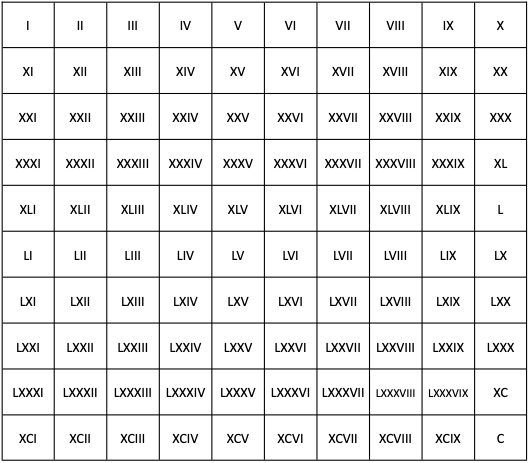 I II III IV V VI VII VIII IX X
XI XII XIII XIV XV XVI XVII XVIII XIX XX
XXI XXII XXIII XXIV XXV XXVI XXVII XXVIII XXIX XXX
XXXI XXXII XXXIII XXXIV XXXV XXXVI XXXVII XXXVIII XXXIX XL
XLI XLII XLIII XLIV XLV XLVI XLVII XLVIII XLIX L
LI LII LIII LIV LV LVI LVII LVIII LIX LX
LXI LXII LXIII LXIV LXV LXVI LXVII LXVIII LXIX LXX
LXXI LXXII LXXIII LXXIV LXXV LXXVI LXXVII LXXVIII LXXIX LXXX
LXXXI LXXXII LXXXIII LXXXIV LXXXV LXXXVI LXXXVII LXXXVIII LXXXVIX XC
XCI XCII XCIII XCIV XCV XCVI XCVII XCVIII XCIX C